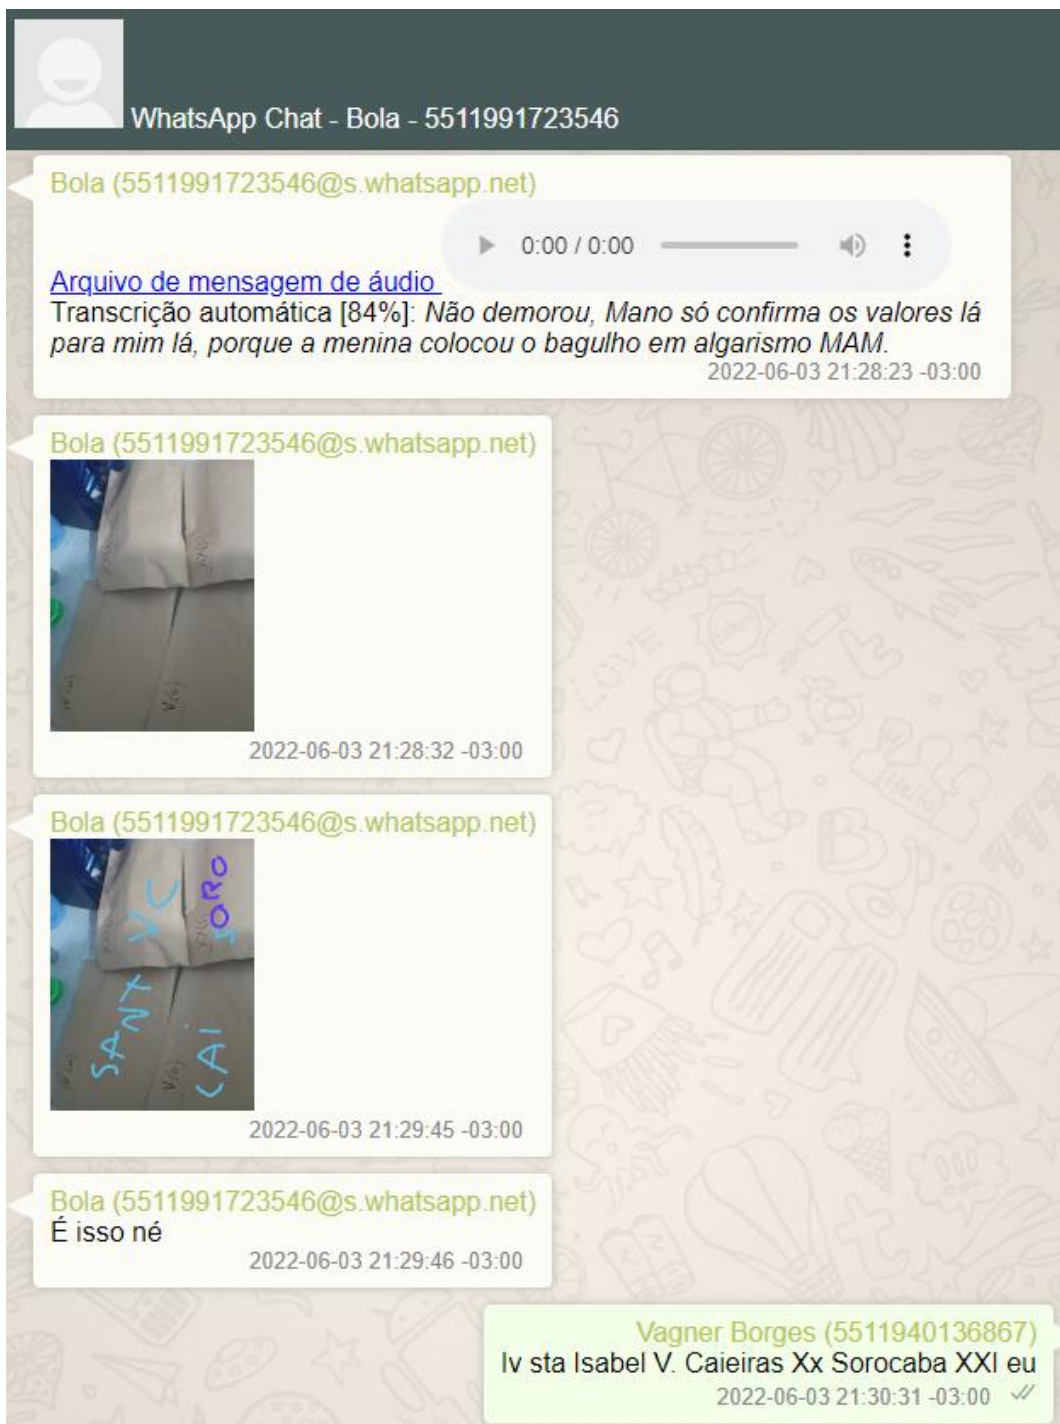 WhatsApp Chat - Bola - 5511991723546
Bola (5511991723546@s.whatsapp.net)
0:00 / 0:00
Arquivo de mensagem de áudio
Transcrição automática [84%]: Não demorou, Mano só confirma os valores lá
para mim lá, porque a menina colocou o bagulho em algarismo MAM.
2022-06-03 21:28:23 -03:00
Bola (5511991723546@s.whatsapp.net)
2022-06-03 21:28:32 -03:00
Bola (5511991723546@s.whatsapp.net)
SANT
VC
CAI
SORO
2022-06-03 21:29:45 -03:00
Bola (5511991723546@s.whatsapp.net)
É isso né
2022-06-03 21:29:46 -03:00
Vagner Borges (5511940136867)
Iv sta Isabel V. Caieiras Xx Sorocaba XXI eu
2022-06-03 21:30:31 -03:00